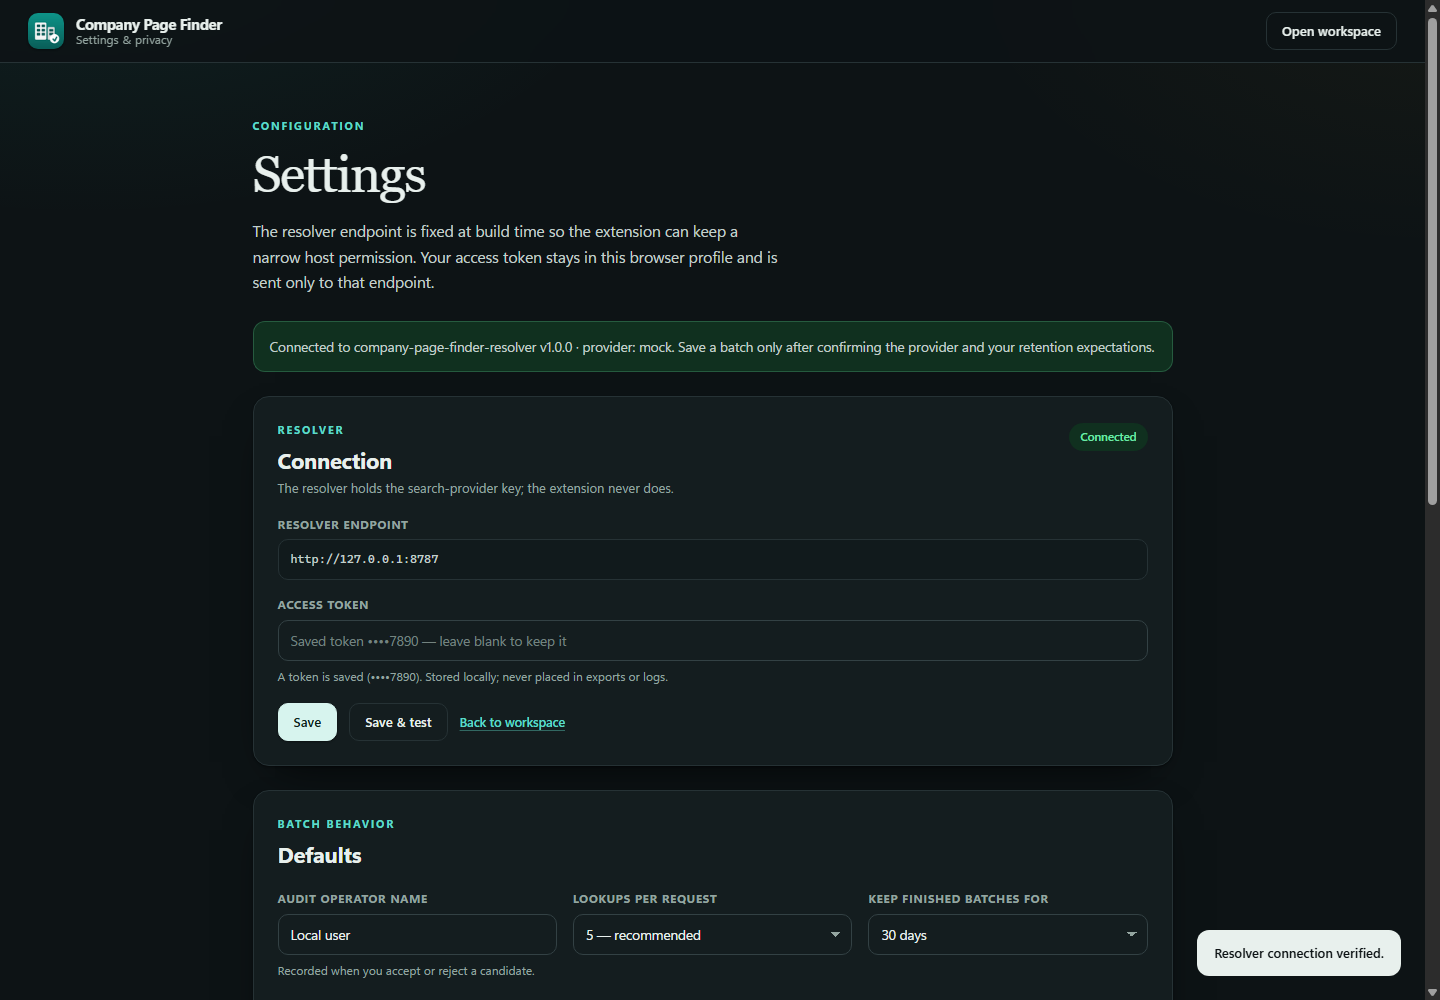 Company Page Finder
Settings & privacy
Open workspace
CONFIGURATION
Settings
The resolver endpoint is fixed at build time so the extension can keep a
narrow host permission. Your access token stays in this browser profile and is
sent only to that endpoint.
Connected to company-page-finder-resolver v1.0.0 · provider: mock. Save a batch only after confirming the provider and your retention expectations.
RESOLVER
Connected
Connection
The resolver holds the search-provider key; the extension never does.
RESOLVER ENDPOINT
http://127.0.0.1:8787
ACCESS TOKEN
Saved token ••••7890 — leave blank to keep it
A token is saved (••••7890). Stored locally; never placed in exports or logs.
Save
Save & test
Back to workspace
BATCH BEHAVIOR
Defaults
AUDIT OPERATOR NAME
LOOKUPS PER REQUEST
KEEP FINISHED BATCHES FOR
Local user
5 — recommended
30 days
Recorded when you accept or reject a candidate.
Resolver connection verified.